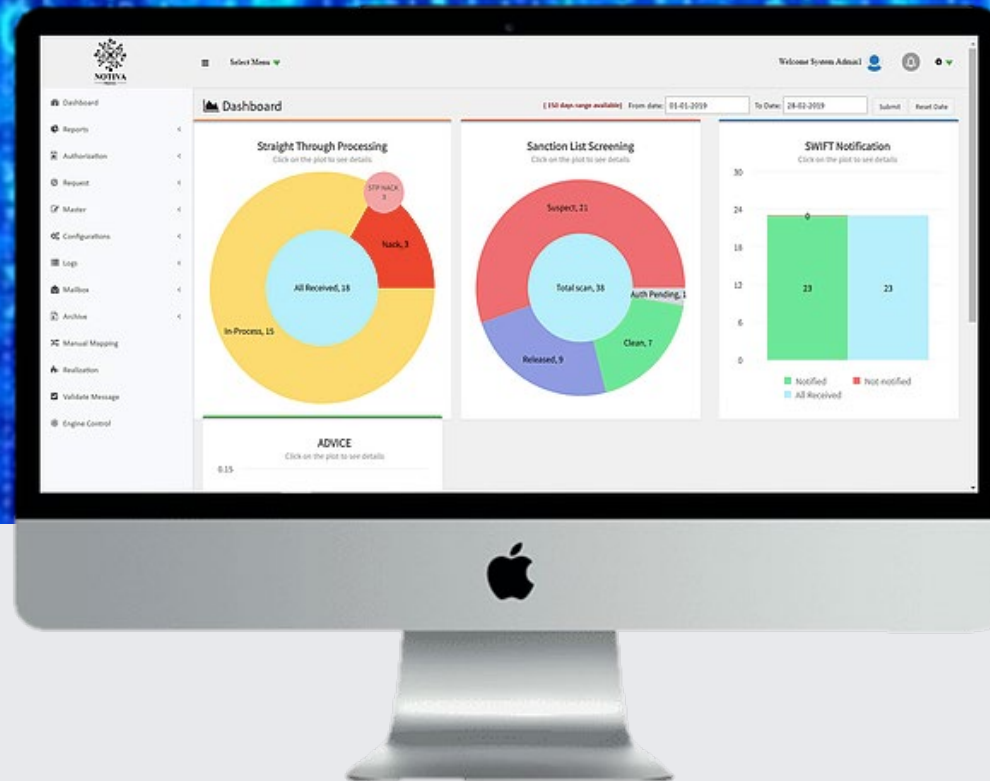 NOTIVA
Select Menu
Welcome System Admin1
Dashboard
Reports
Authorization
Request
Master
Configurations
Logs
Mailbox
Archive
Manual Mapping
Realization
Validate Message
Engine Control
Dashboard
( 150 days range available) From date: 01-01-2019 To Date: 28-02-2019 Submit Reset Date
Straight Through Processing
Click on the plot to see details
STP NACK
3
Nack, 3
All Received, 18
In-Process, 15
Sanction List Screening
Click on the plot to see details
Suspect, 21
Total scan, 38
Auth Pending, 1
Clean, 7
Released, 9
SWIFT Notification
Click on the plot to see details
30
24
18
12
6
0
0
23
23
Notified
Not-notified
All Received
ADVICE
Click on the plot to see details
0.15